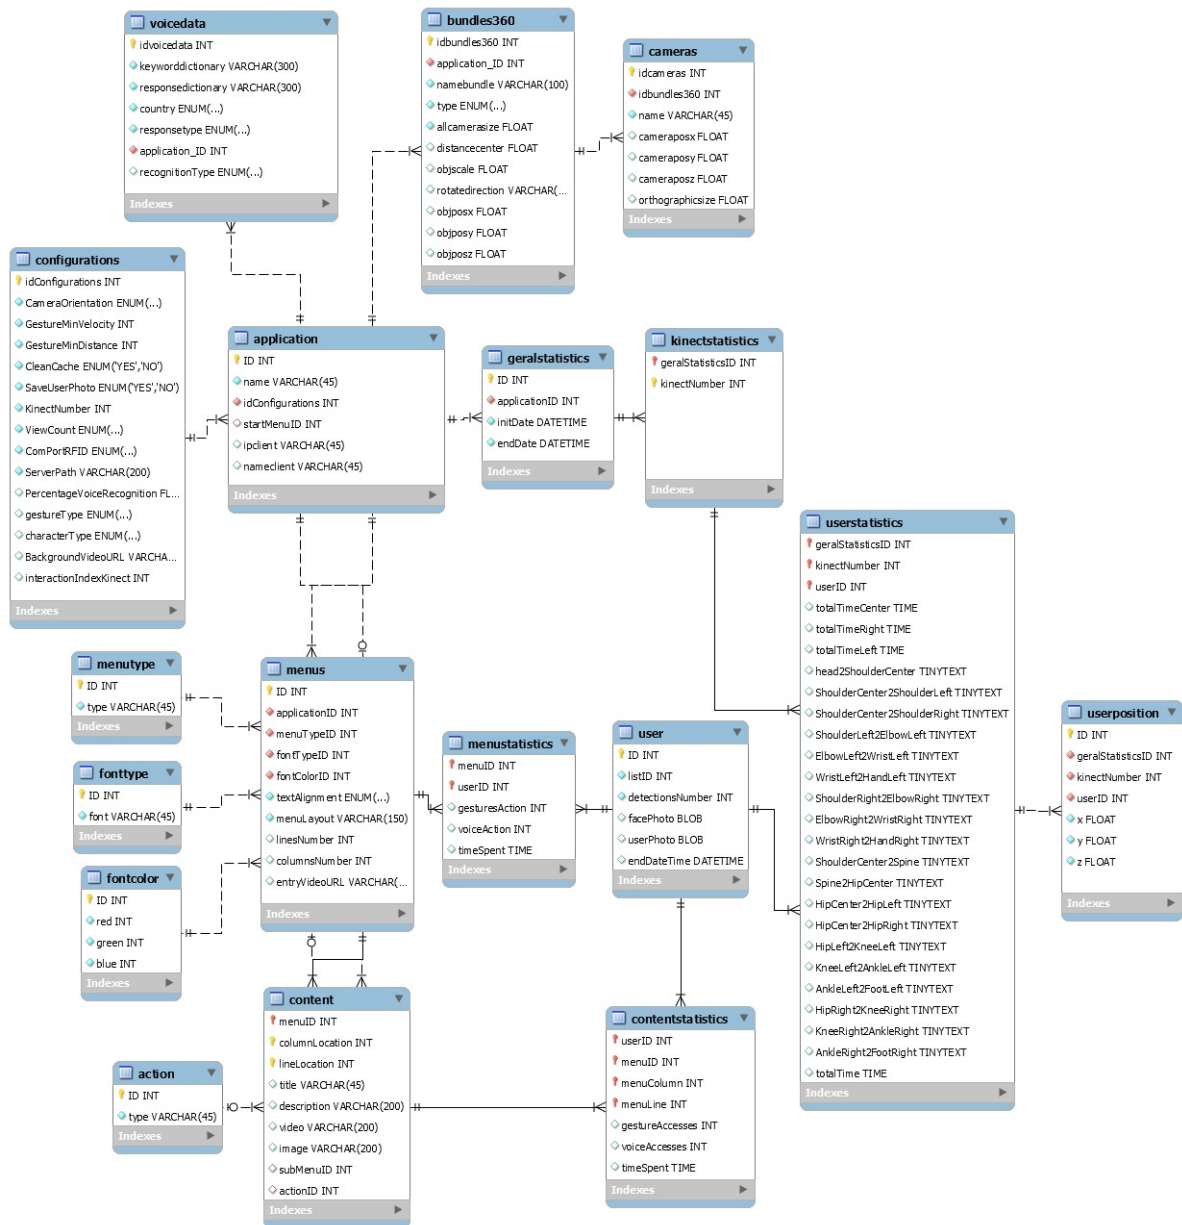 voicedata
idvoicedata INT
keyworddictionary VARCHAR(300)
responsedictionary VARCHAR(300)
country ENUM(...)
responsetype ENUM(...)
application_ID INT
recognitionType ENUM(...)
Indexes
bundles360
idbundles360 INT
application_ID INT
namebundle VARCHAR(100)
type ENUM(...)
allcamerasize FLOAT
distancecenter FLOAT
objscale FLOAT
rotatedirection VARCHAR(...
objposx FLOAT
objposy FLOAT
objposz FLOAT
Indexes
cameras
idcameras INT
idbundles360 INT
name VARCHAR(45)
cameraposx FLOAT
cameraposy FLOAT
cameraposz FLOAT
orthographicsize FLOAT
Indexes
configurations
idConfigurations INT
CameraOrientation ENUM(...)
GestureMinVelocity INT
GestureMinDistance INT
CleanCache ENUM('YES','NO')
SaveUserPhoto ENUM('YES','NO')
KinectNumber INT
ViewCount ENUM(...)
ComPortRFID ENUM(...)
ServerPath VARCHAR(200)
PercentageVoiceRecognition FL...
gestureType ENUM(...)
characterType ENUM(...)
BackgroundVideoURL VARCHA...
interactionIndexKinect INT
Indexes
application
ID INT
name VARCHAR(45)
idConfigurations INT
startMenuID INT
ipclient VARCHAR(45)
nameclient VARCHAR(45)
Indexes
geralstatistics
ID INT
applicationID INT
initDate DATETIME
endDate DATETIME
Indexes
kinectstatistics
geralStatisticsID INT
kinectNumber INT
Indexes
userstatistics
geralStatisticsID INT
kinectNumber INT
userID INT
totalTimeCenter TIME
totalTimeRight TIME
totalTimeLeft TIME
head2ShoulderCenter TINYTEXT
ShoulderCenter2ShoulderLeft TINYTEXT
ShoulderCenter2ShoulderRight TINYTEXT
ShoulderLeft2ElbowLeft TINYTEXT
ElbowLeft2WristLeft TINYTEXT
WristLeft2HandLeft TINYTEXT
ShoulderRight2ElbowRight TINYTEXT
ElbowRight2WristRight TINYTEXT
WristRight2HandRight TINYTEXT
ShoulderCenter2Spine TINYTEXT
Spine2HipCenter TINYTEXT
HipCenter2HipLeft TINYTEXT
HipCenter2HipRight TINYTEXT
HipLeft2KneeLeft TINYTEXT
KneeLeft2AnkleLeft TINYTEXT
AnkleLeft2FootLeft TINYTEXT
HipRight2KneeRight TINYTEXT
KneeRight2AnkleRight TINYTEXT
AnkleRight2FootRight TINYTEXT
totalTime TIME
Indexes
userposition
ID INT
geralStatisticsID INT
kinectNumber INT
userID INT
x FLOAT
y FLOAT
z FLOAT
Indexes
menutype
ID INT
type VARCHAR(45)
Indexes
fonttype
ID INT
font VARCHAR(45)
Indexes
fontcolor
ID INT
red INT
green INT
blue INT
Indexes
menus
ID INT
applicationID INT
menuTypeID INT
fontTypeID INT
fontColorID INT
textAlignment ENUM(...)
menuLayout VARCHAR(150)
linesNumber INT
columnsNumber INT
entryVideoURL VARCHAR(...
Indexes
menustatistics
menuID INT
userID INT
gesturesAction INT
voiceAction INT
timeSpent TIME
Indexes
user
ID INT
listID INT
detectionsNumber INT
facePhoto BLOB
userPhoto BLOB
endDateTime DATETIME
Indexes
action
ID INT
type VARCHAR(45)
Indexes
content
menuID INT
columnLocation INT
lineLocation INT
title VARCHAR(45)
description VARCHAR(200)
video VARCHAR(200)
image VARCHAR(200)
subMenuID INT
actionID INT
Indexes
contentstatistics
userID INT
menuID INT
menuColumn INT
menuLine INT
gestureAccesses INT
voiceAccesses INT
timeSpent TIME
Indexes